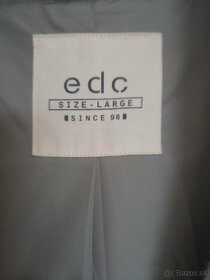 edc
SIZE-LARGE
SINCE 98
Bazos.sk